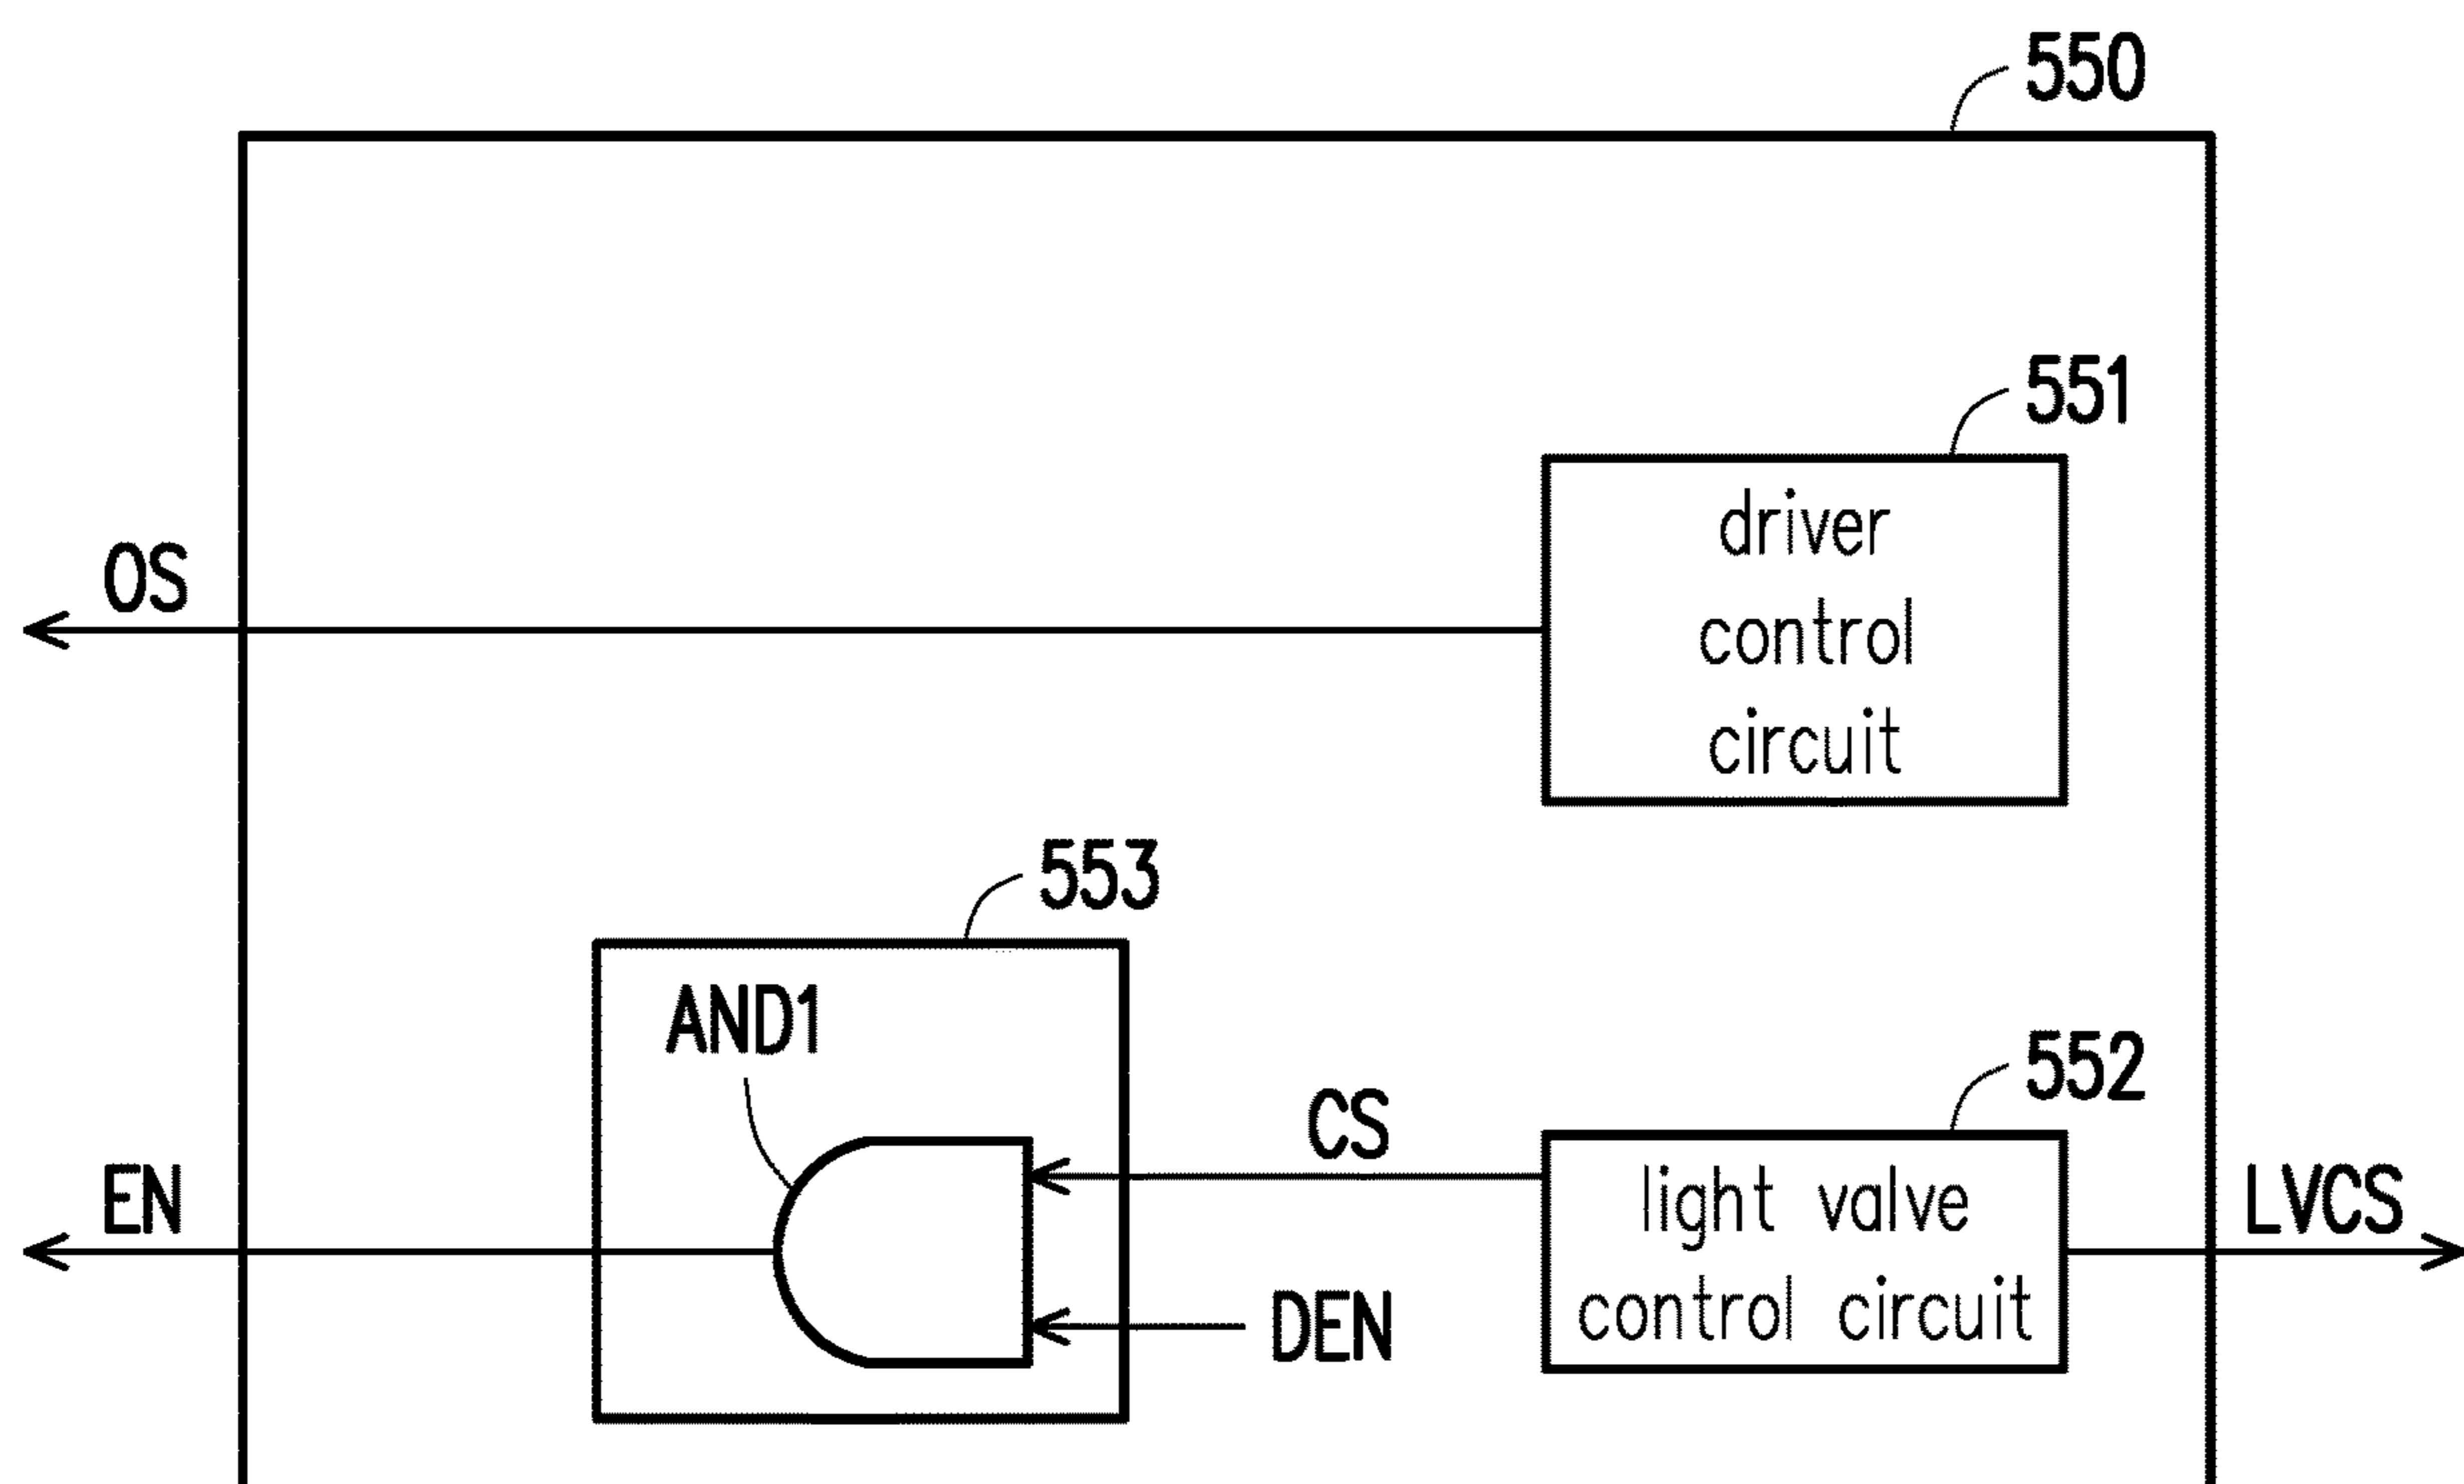 550
551
driver
control
circuit
OS
553
AND1
552
CS
light valve
control circuit
EN
LVCS
DEN